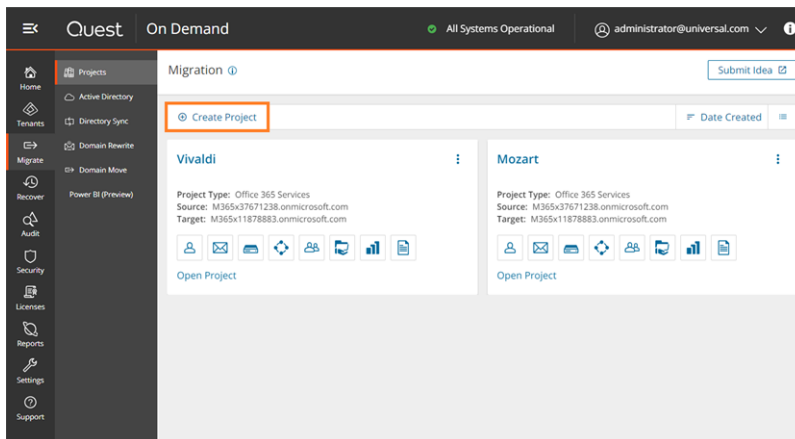 Quest On Demand
All Systems Operational
administrator@universal.com
Home
Tenants
Migrate
Recover
Audit
Security
Licenses
Reports
Settings
Support
Projects
Active Directory
Directory Sync
Domain Rewrite
Domain Move
Power BI (Preview)
Migration
Submit Idea
Create Project
Date Created
Vivaldi
Project Type: Office 365 Services
Source: M365x37671238.onmicrosoft.com
Target: M365x11878883.onmicrosoft.com
Open Project
Mozart
Project Type: Office 365 Services
Source: M365x37671238.onmicrosoft.com
Target: M365x11878883.onmicrosoft.com
Open Project